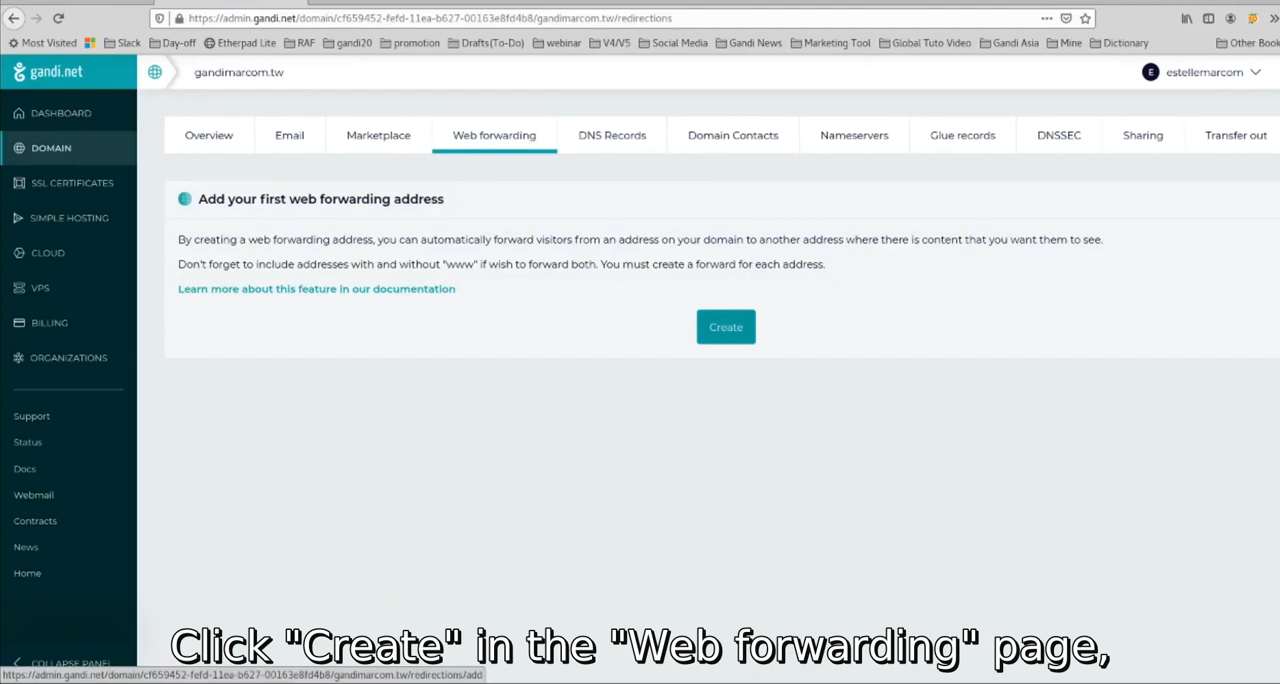 https://admin.gandi.net/domain/cf659452-fefd-11ea-b627-00163e8fd4b8/gandimarcom.tw/redirections
Most Visited Slack Day-off Etherpad Lite RAF gandi20 promotion Drafts(To-Do) webinar V4/V5 Social Media Gandi News Marketing Tool Global Tuto Video Gandi Asia Mine Dictionary Other Book
gandi.net
gandimarcom.tw
E estellemarcom
DASHBOARD
DOMAIN
SSL CERTIFICATES
SIMPLE HOSTING
CLOUD
VPS
BILLING
ORGANIZATIONS
Support
Status
Docs
Webmail
Contracts
News
Home
COLLAPSE PANEL
Overview Email Marketplace Web forwarding DNS Records Domain Contacts Nameservers Glue records DNSSEC Sharing Transfer out
Add your first web forwarding address
By creating a web forwarding address, you can automatically forward visitors from an address on your domain to another address where there is content that you want them to see.
Don't forget to include addresses with and without "www" if wish to forward both. You must create a forward for each address.
Learn more about this feature in our documentation
Create
Click "Create" in the "Web forwarding" page,
https://admin.gandi.net/domain/cf659452-fefd-11ea-b627-00163e8fd4b8/gandimarcom.tw/redirections/add